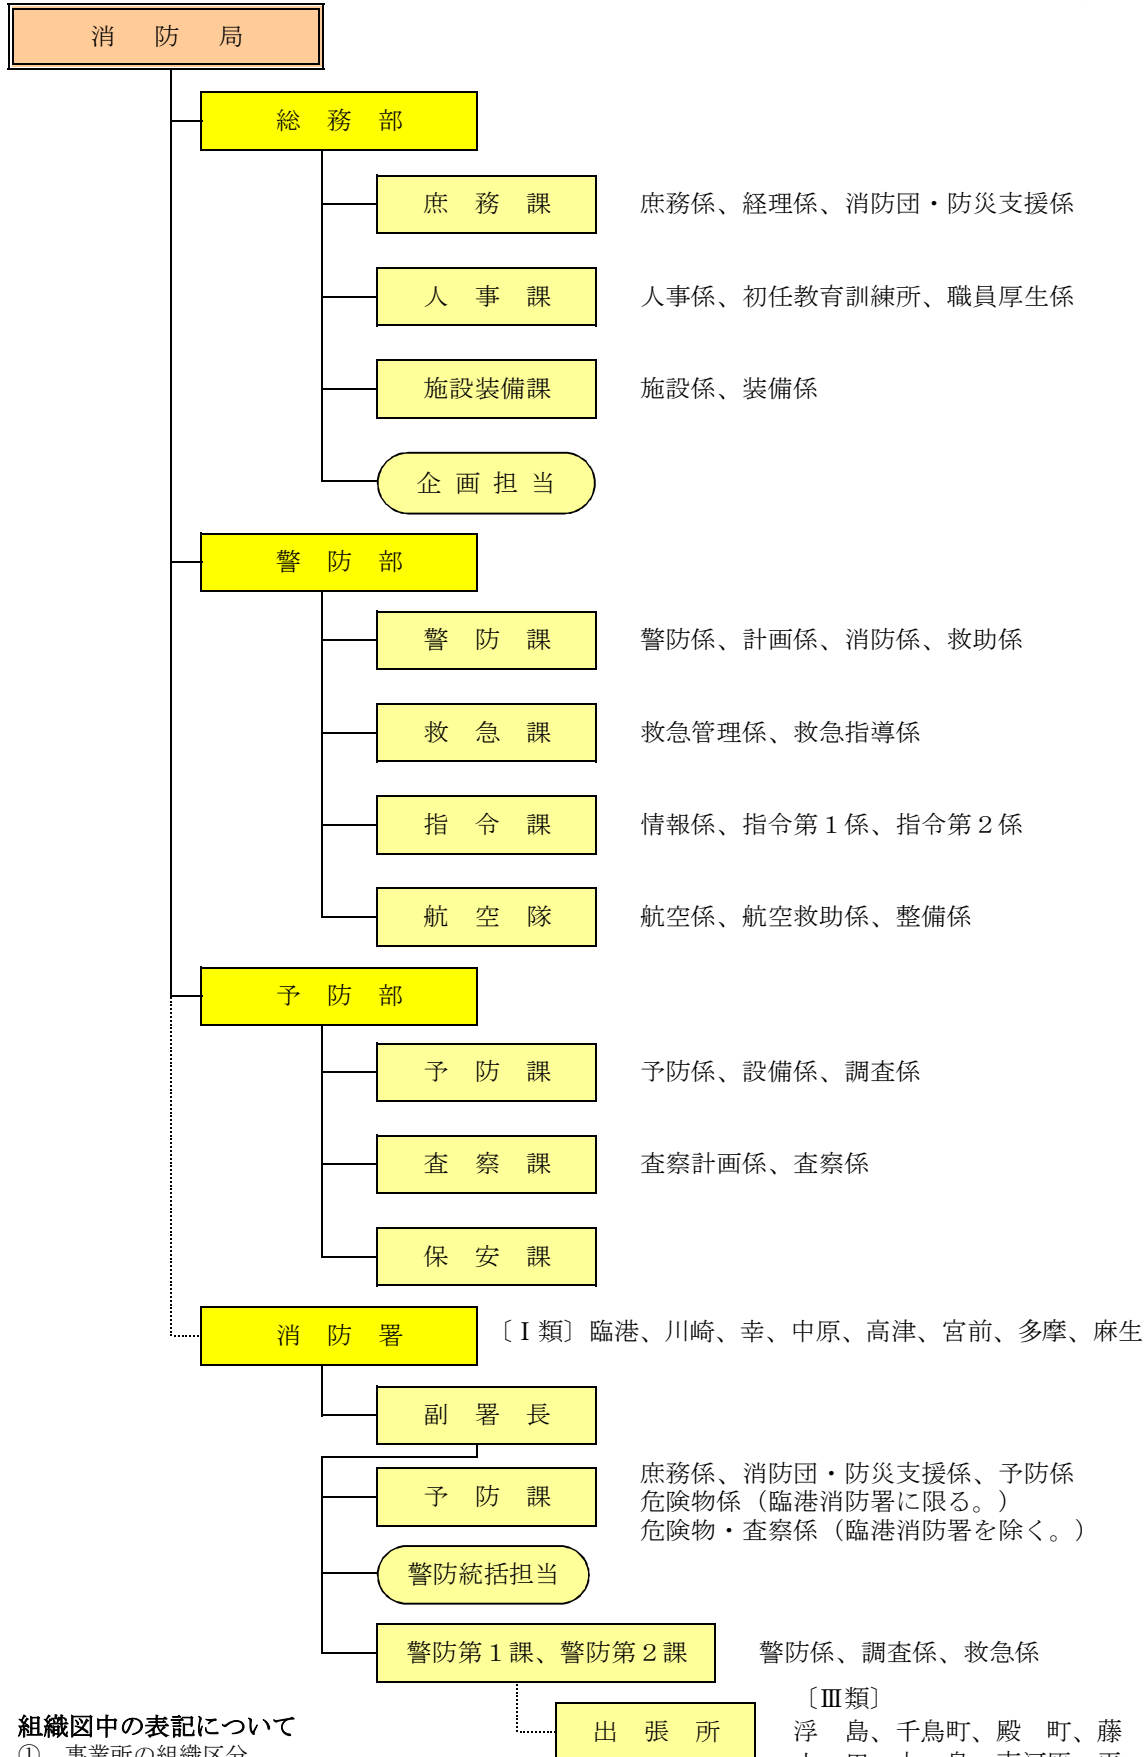 消　防　局
総　務　部
庶　務　課
庶務係、経理係、消防団・防災支援係
人　事　課
人事係、初任教育訓練所、職員厚生係
施設装備課
施設係、装備係
企 画 担 当
警　防　部
警　防　課
警防係、計画係、消防係、救助係
救　急　課
救急管理係、救急指導係
指　令　課
情報係、指令第１係、指令第２係
航　空　隊
航空係、航空救助係、整備係
予　防　部
予　防　課
予防係、設備係、調査係
査　察　課
査察計画係、査察係
保　安　課
消　防　署
〔Ⅰ類〕臨港、川崎、幸、中原、高津、宮前、多摩、麻生
副　署　長
予　防　課
庶務係、消防団・防災支援係、予防係
危険物係（臨港消防署に限る。）
危険物・査察係（臨港消防署を除く。）
警防統括担当
警防第１課、警防第２課
警防係、調査係、救急係
出　張　所
〔Ⅲ類〕
浮　島、千鳥町、殿　町、藤
組織図中の表記について
①　事業所の組織区分